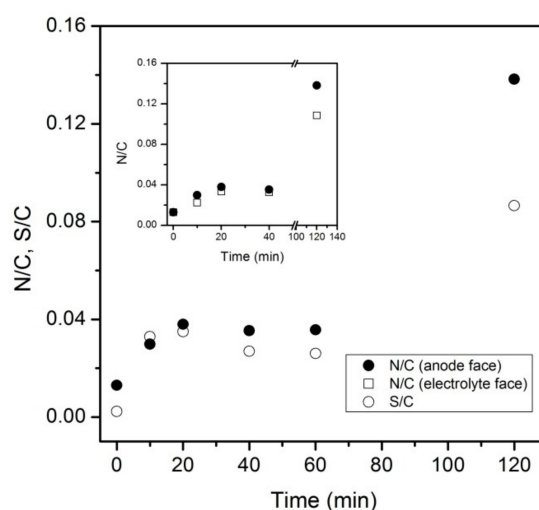 0.16
0.12
0.08
0.04
0.00
N/C, S/C
0 20 40 60 80 100 120
Time (min)
0.16
0.12
0.08
0.04
0.00
N/C
0 20 40 100 120 140
Time (min)
N/C (anode face)
N/C (electrolyte face)
S/C